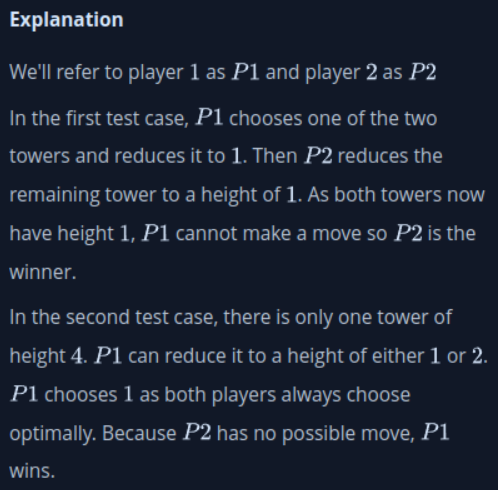 Explanation
We'll refer to player 1 as P1 and player 2 as P2
In the first test case, P1 chooses one of the two
towers and reduces it to 1. Then P2 reduces the
remaining tower to a height of 1. As both towers now
have height 1, P1 cannot make a move so P2 is the
winner.
In the second test case, there is only one tower of
height 4. P1 can reduce it to a height of either 1 or 2.
P1 chooses 1 as both players always choose
optimally. Because P2 has no possible move, P1
wins.